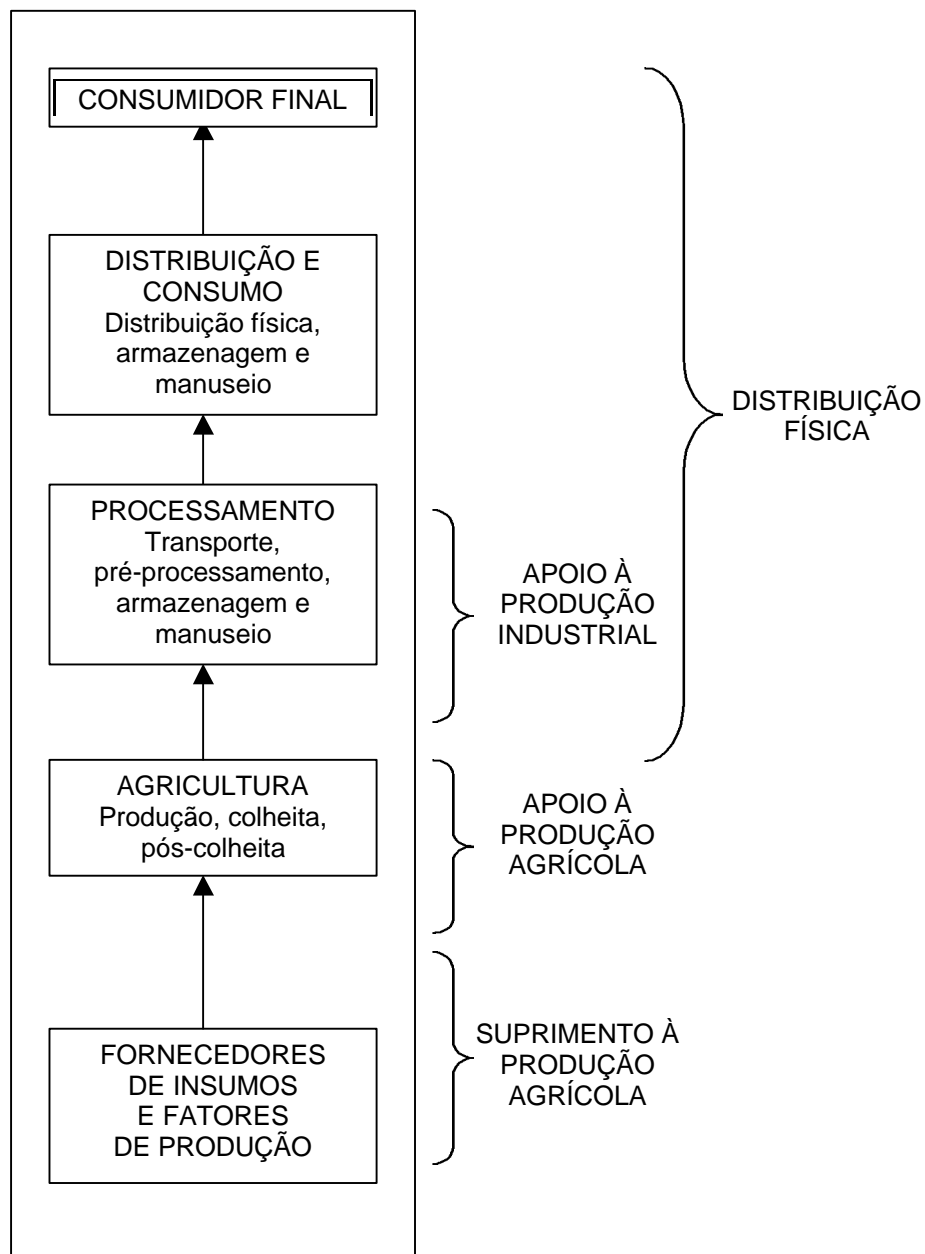 CONSUMIDOR FINAL
DISTRIBUIÇÃO E
CONSUMO
Distribuição física,
armazenagem e
manuseio
DISTRIBUIÇÃO
FÍSICA
PROCESSAMENTO
Transporte,
pré-processamento,
armazenagem e
manuseio
APOIO À
PRODUÇÃO
INDUSTRIAL
AGRICULTURA
Produção, colheita,
pós-colheita
APOIO À
PRODUÇÃO
AGRÍCOLA
FORNECEDORES
DE INSUMOS
E FATORES
DE PRODUÇÃO
SUPRIMENTO À
PRODUÇÃO
AGRÍCOLA